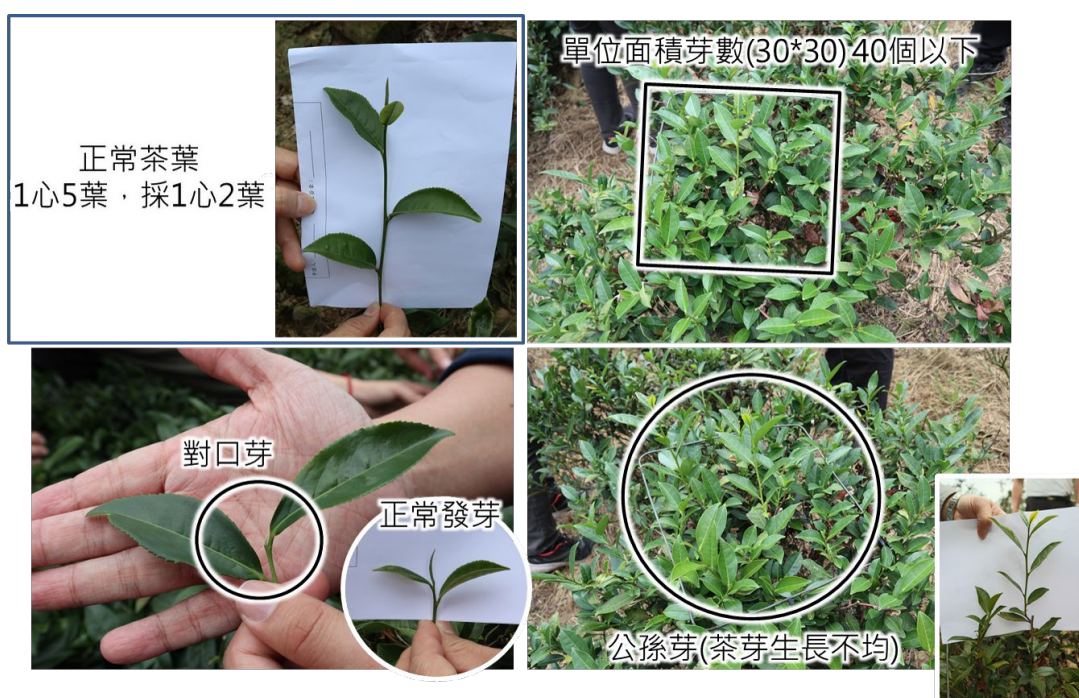 正常茶葉
1心5葉，採1心2葉
單位面積芽數(30*30) 40個以下
對口芽
正常發芽
公孫芽(茶芽生長不均)